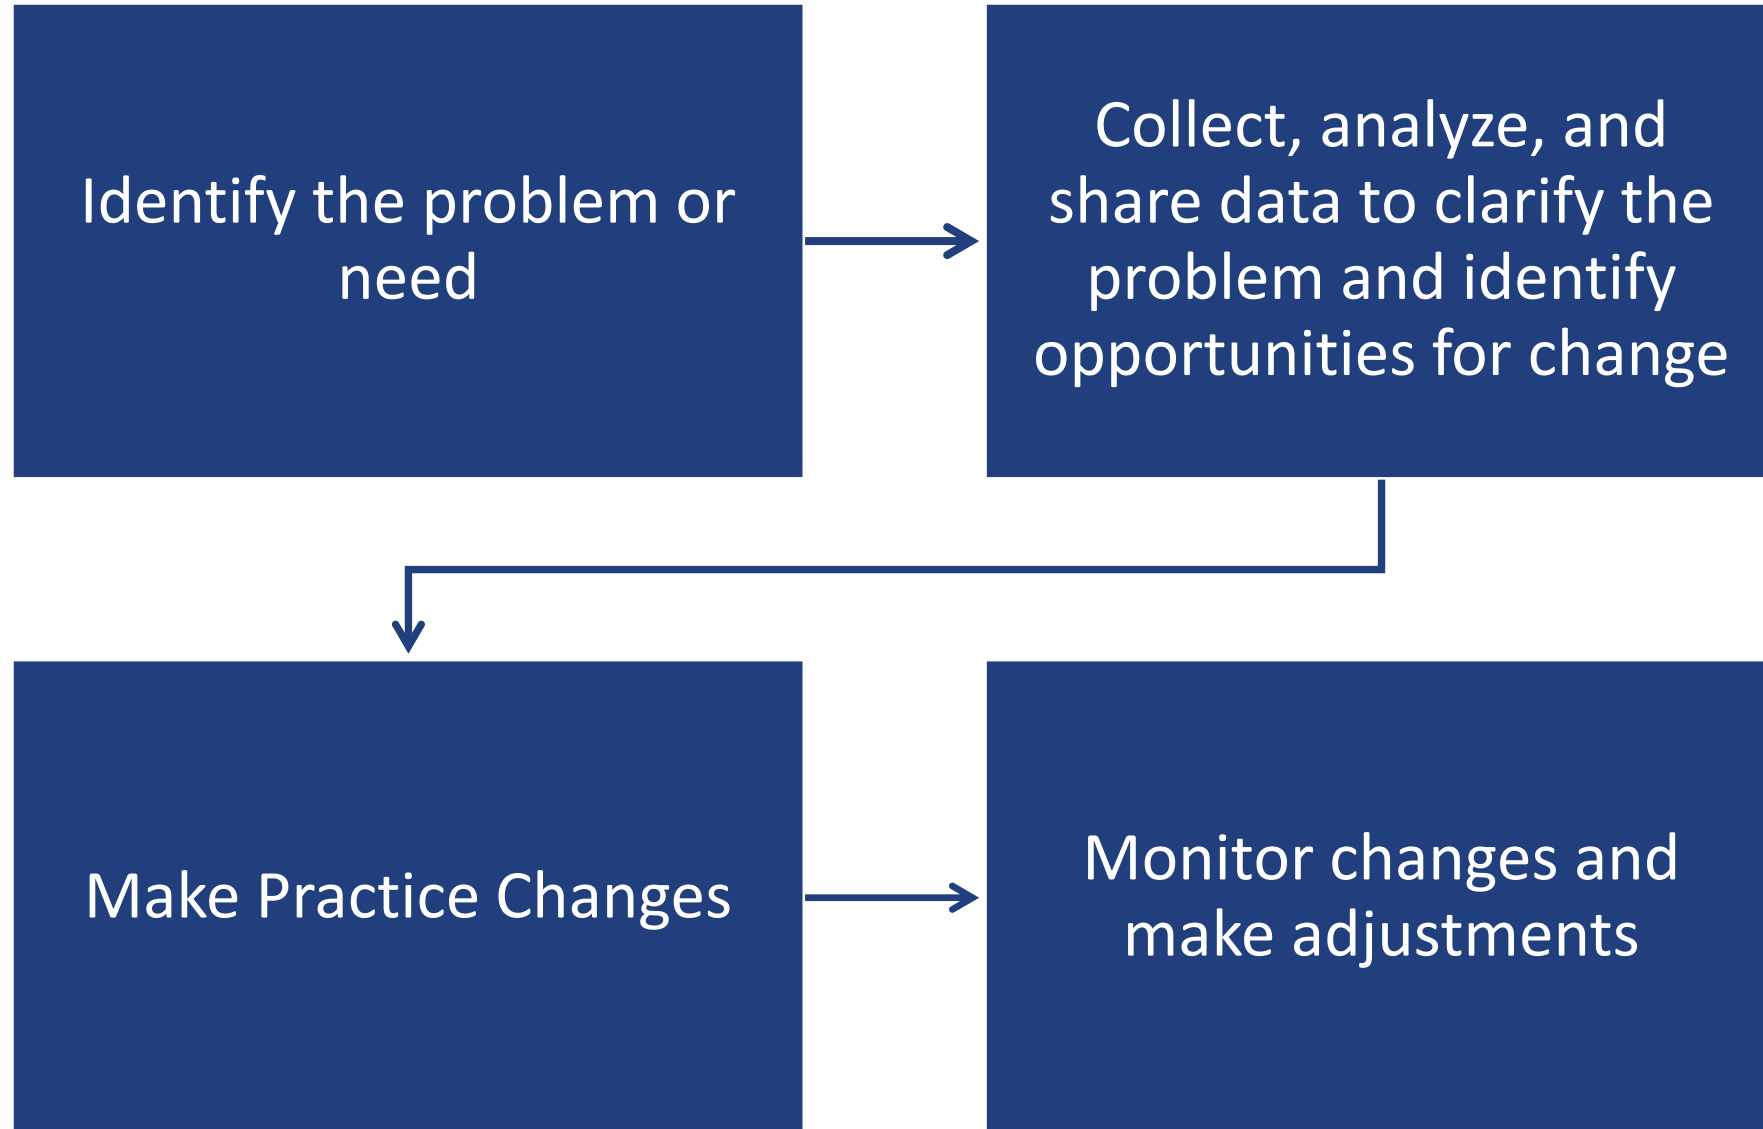 Identify the problem or
need
Collect, analyze, and
share data to clarify the
problem and identify
opportunities for change
Make Practice Changes
Monitor changes and
make adjustments